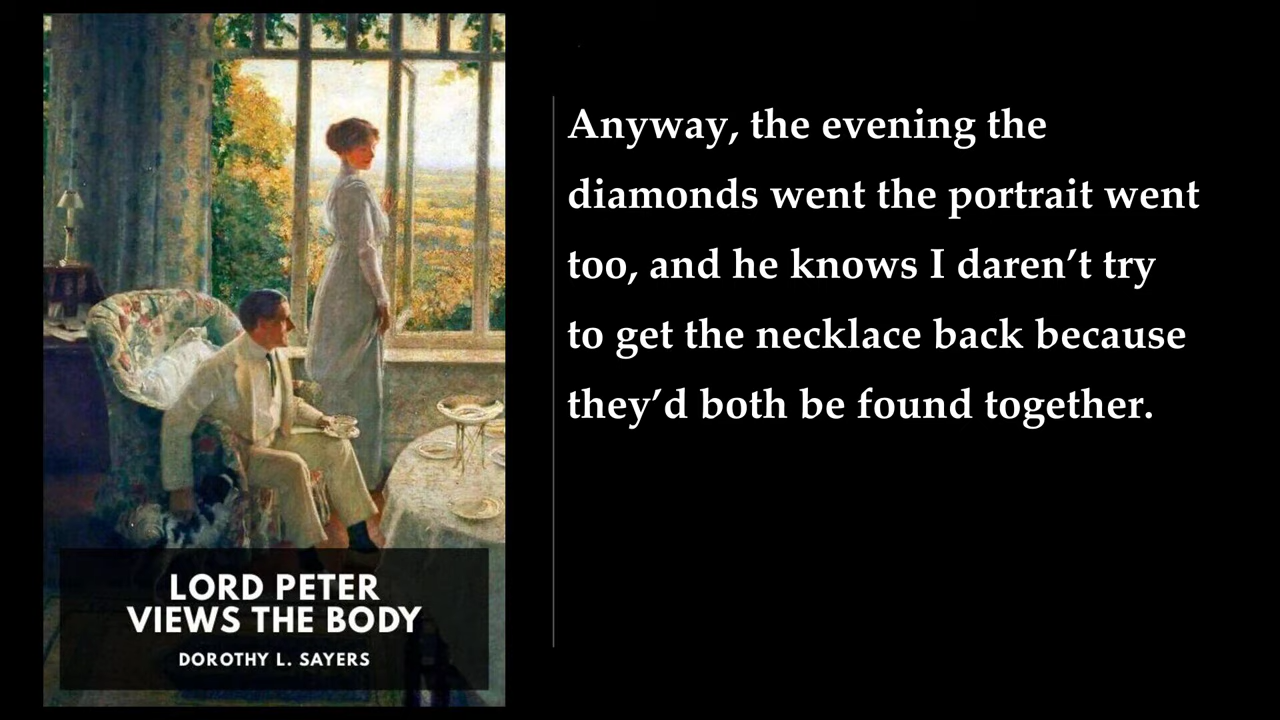 Anyway, the evening the
diamonds went the portrait went
too, and he knows I daren’t try
to get the necklace back because
they’d both be found together.
LORD PETER
VIEWS THE BODY
DOROTHY L. SAYERS